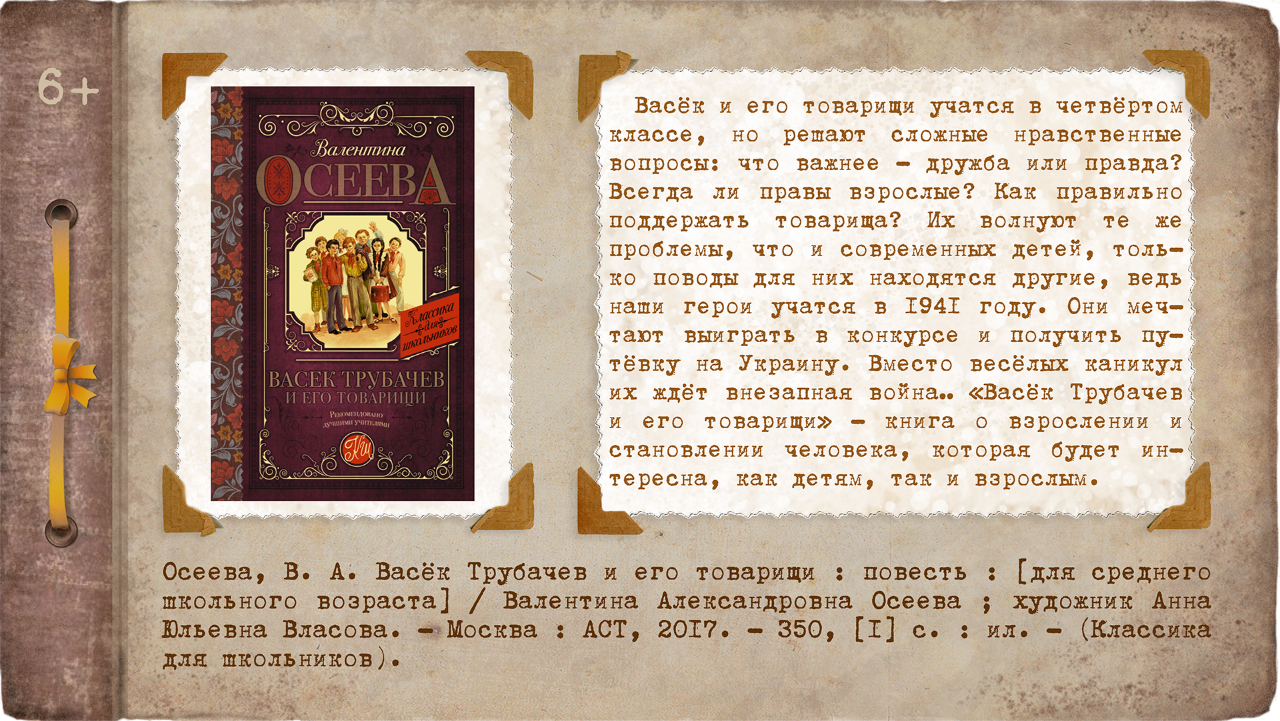 6+
Валентина
ОСЕЕВА
Классика
для
школьников
ВАСЕК ТРУБАЧЕВ
И ЕГО ТОВАРИЩИ
Рекомендовано
лучшими учителями
Васёк и его товарищи учатся в четвёртом
классе, но решают сложные нравственные
вопросы: что важнее – дружба или правда?
Всегда ли правы взрослые? Как правильно
поддержать товарища? Их волнуют те же
проблемы, что и современных детей, толь-
ко поводы для них находятся другие, ведь
наши герои учатся в 1941 году. Они меч-
тают выиграть в конкурсе и получить пу-
тёвку на Украину. Вместо весёлых каникул
их ждёт внезапная война.. «Васёк Трубачев
и его товарищи» – книга о взрослении и
становлении человека, которая будет ин-
тересна, как детям, так и взрослым.
Осеева, В. А. Васёк Трубачев и его товарищи : повесть : [для среднего
школьного возраста] / Валентина Александровна Осеева ; художник Анна
Юльевна Власова. – Москва : АСТ, 2017. – 350, [1] с. : ил. – (Классика
для школьников).